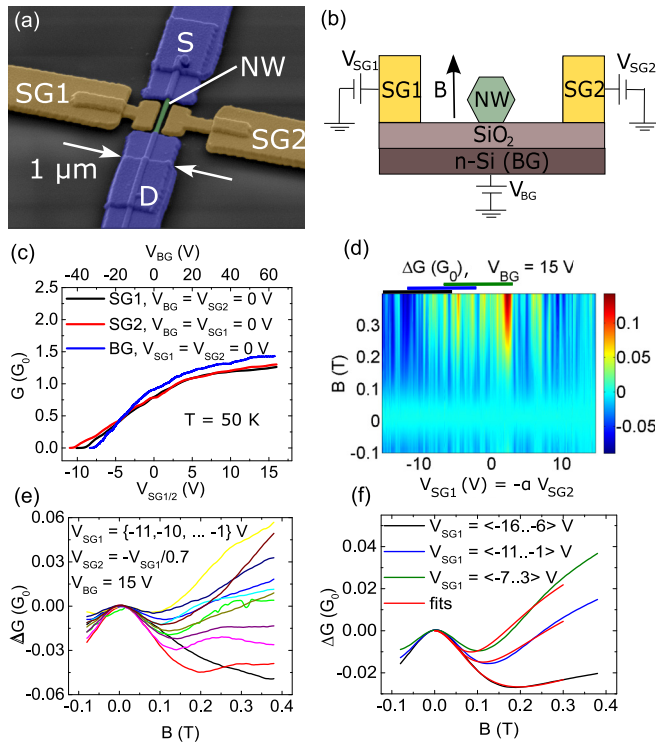 (a)
S
NW
SG1
SG2
1 μm
D
(b)
V_SG1
SG1
B
NW
SG2
V_SG2
SiO₂
n-Si (BG)
V_BG
(c)
V_BG (V)
-40 -20 0 20 40 60
2.5
2.0
1.5
1.0
0.5
0.0
G (G₀)
SG1, V_BG = V_SG2 = 0 V
SG2, V_BG = V_SG1 = 0 V
BG, V_SG1 = V_SG2 = 0 V
T = 50 K
-10 -5 0 5 10 15
V_SG1/2 (V)
(d)
ΔG (G₀), V_BG = 15 V
0.3
0.2
0.1
0
-0.1
B (T)
0.1
0.05
0
-0.05
-10 0 10
V_SG1 (V) = -α V_SG2
(e)
0.06
0.03
0.00
-0.03
-0.06
ΔG (G₀)
V_SG1 = {-11,-10, ... -1} V
V_SG2 = -V_SG1/0.7
V_BG = 15 V
-0.1 0.0 0.1 0.2 0.3 0.4
B (T)
(f)
0.04
0.02
0.00
-0.02
ΔG (G₀)
V_SG1 = <-16..-6> V
V_SG1 = <-11..-1> V
V_SG1 = <-7..3> V
fits
-0.1 0.0 0.1 0.2 0.3 0.4
B (T)